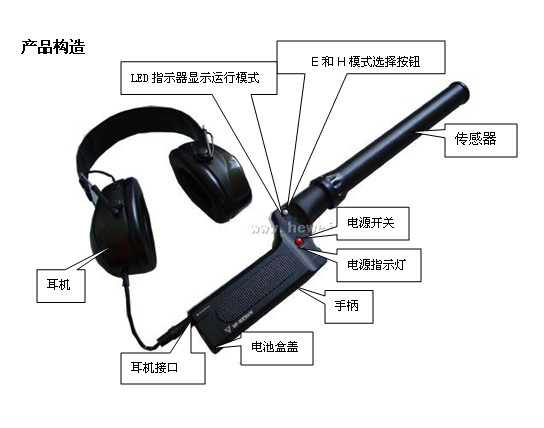 产品构造
E 和 H 模式选择按钮
LED 指示器显示运行模式
传感器
www.hewei
电源开关
电源指示灯
耳机
手柄
电池盒盖
耳机接口